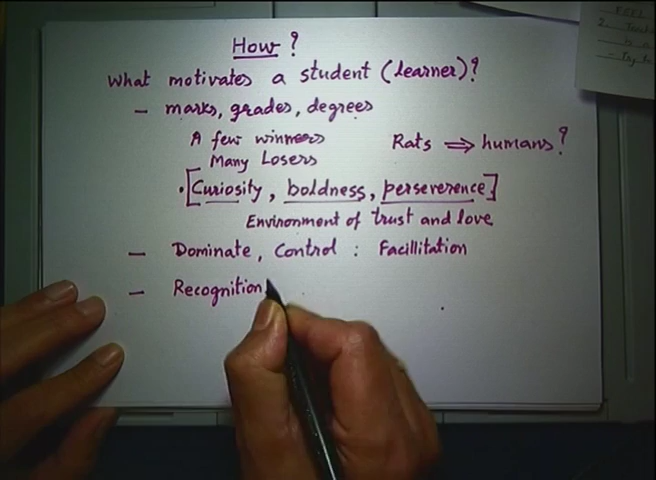 How?
What motivates a student (learner)?
– marks, grades, degrees
A few winners
Many Losers
Rats ⇒ humans?
•[Curiosity, boldness, perseverence]
Environment of trust and love
– Dominate, Control : Facillitation
– Recognition
2.